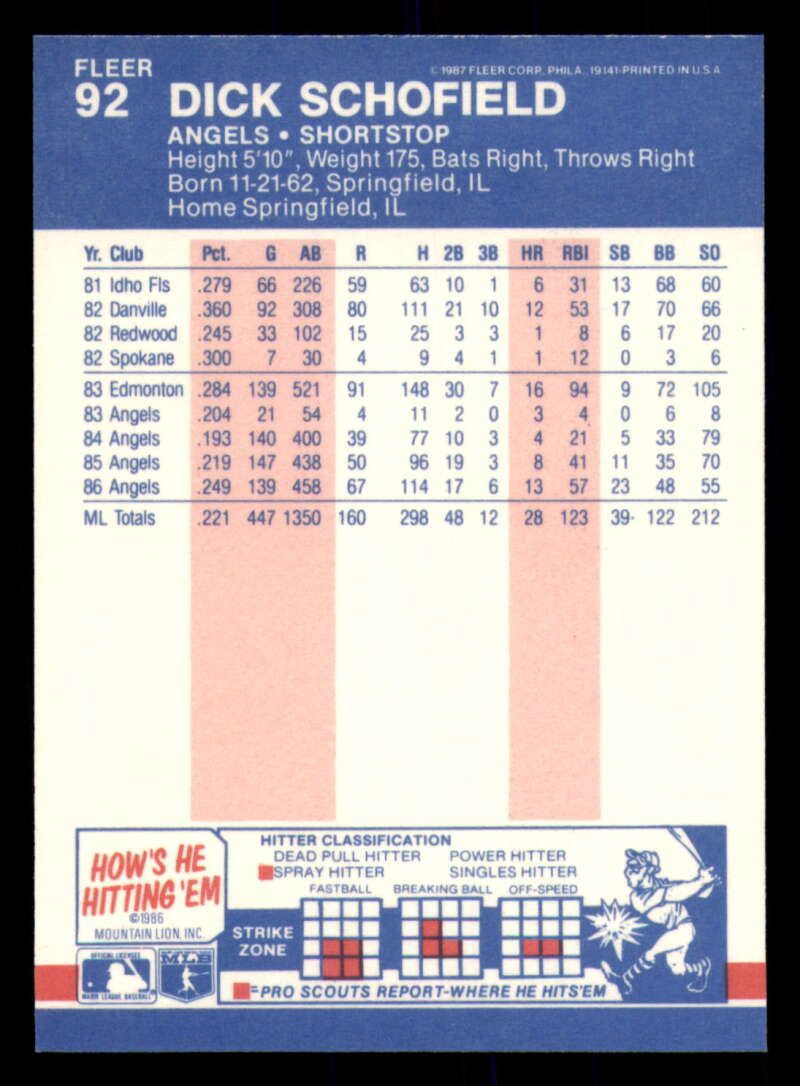 FLEER
© 1987 FLEER CORP. PHILA., 19141-PRINTED IN U.S.A
92 DICK SCHOFIELD
ANGELS • SHORTSTOP
Height 5'10", Weight 175, Bats Right, Throws Right
Born 11-21-62, Springfield, IL
Home Springfield, IL
Yr. Club Pct. G AB R H 2B 3B HR RBI SB BB SO
81 Idho Fls .279 66 226 59 63 10 1 6 31 13 68 60
82 Danville .360 92 308 80 111 21 10 12 53 17 70 66
82 Redwood .245 33 102 15 25 3 3 1 8 6 17 20
82 Spokane .300 7 30 4 9 4 1 1 12 0 3 6
83 Edmonton .284 139 521 91 148 30 7 16 94 9 72 105
83 Angels .204 21 54 4 11 2 0 3 4 0 6 8
84 Angels .193 140 400 39 77 10 3 4 21 5 33 79
85 Angels .219 147 438 50 96 19 3 8 41 11 35 70
86 Angels .249 139 458 67 114 17 6 13 57 23 48 55
ML Totals .221 447 1350 160 298 48 12 28 123 39- 122 212
HOW'S HE
HITTING 'EM
©1986
MOUNTAIN LION, INC.
HITTER CLASSIFICATION
DEAD PULL HITTER POWER HITTER
SPRAY HITTER SINGLES HITTER
FASTBALL BREAKING BALL OFF-SPEED
STRIKE
ZONE
=PRO SCOUTS REPORT-WHERE HE HITS'EM
OFFICIAL LICENSEE
MAJOR LEAGUE BASEBALL
MLB